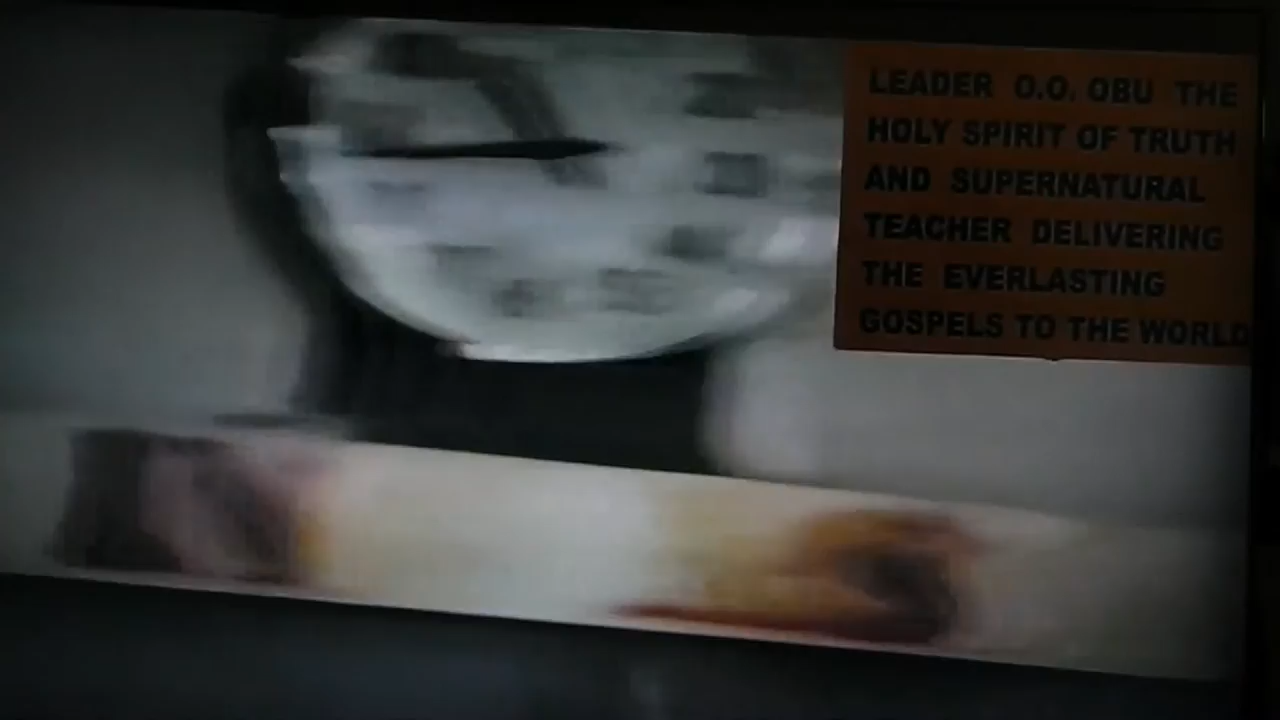 LEADER O.O. OBU THE
HOLY SPIRIT OF TRUTH
AND SUPERNATURAL
TEACHER DELIVERING
THE EVERLASTING
GOSPELS TO THE WORLD